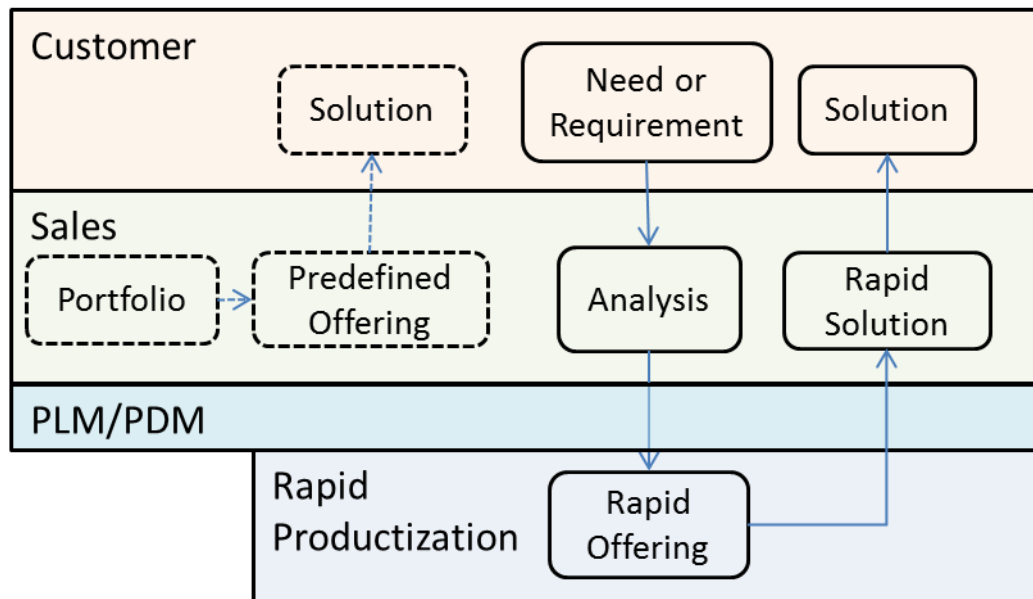 Customer
Solution
Need or
Requirement
Solution
Sales
Portfolio
Predefined
Offering
Analysis
Rapid
Solution
PLM/PDM
Rapid
Productization
Rapid
Offering